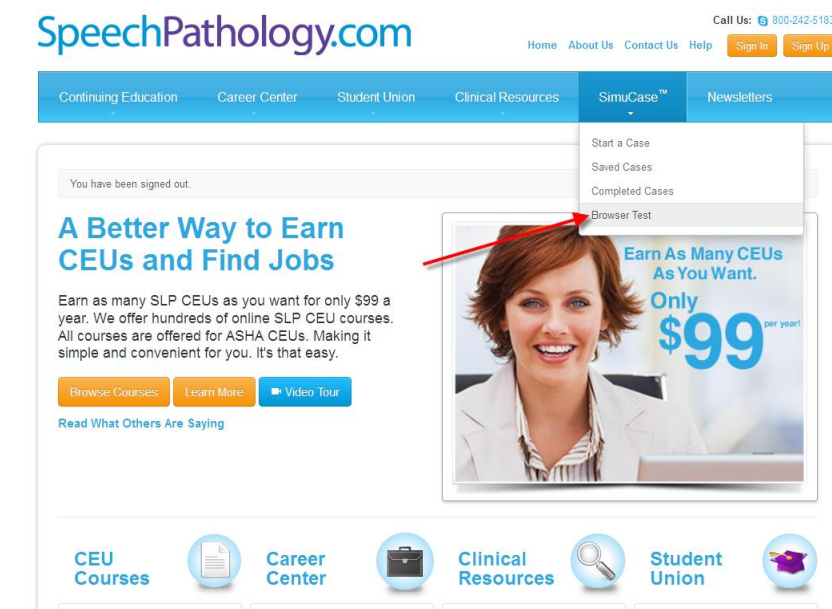 SpeechPathology.com
Call Us: 800-242-5183
Home About Us Contact Us Help Sign In Sign Up
Continuing Education Career Center Student Union Clinical Resources SimuCase™ Newsletters
Start a Case
Saved Cases
Completed Cases
Browser Test
You have been signed out.
A Better Way to Earn
CEUs and Find Jobs
Earn as many SLP CEUs as you want for only $99 a
year. We offer hundreds of online SLP CEU courses.
All courses are offered for ASHA CEUs. Making it
simple and convenient for you. It's that easy.
Browse Courses Learn More Video Tour
Read What Others Are Saying
Earn As Many CEUs
As You Want.
Only
$99 per year!
CEU
Courses
Career
Center
Clinical
Resources
Student
Union